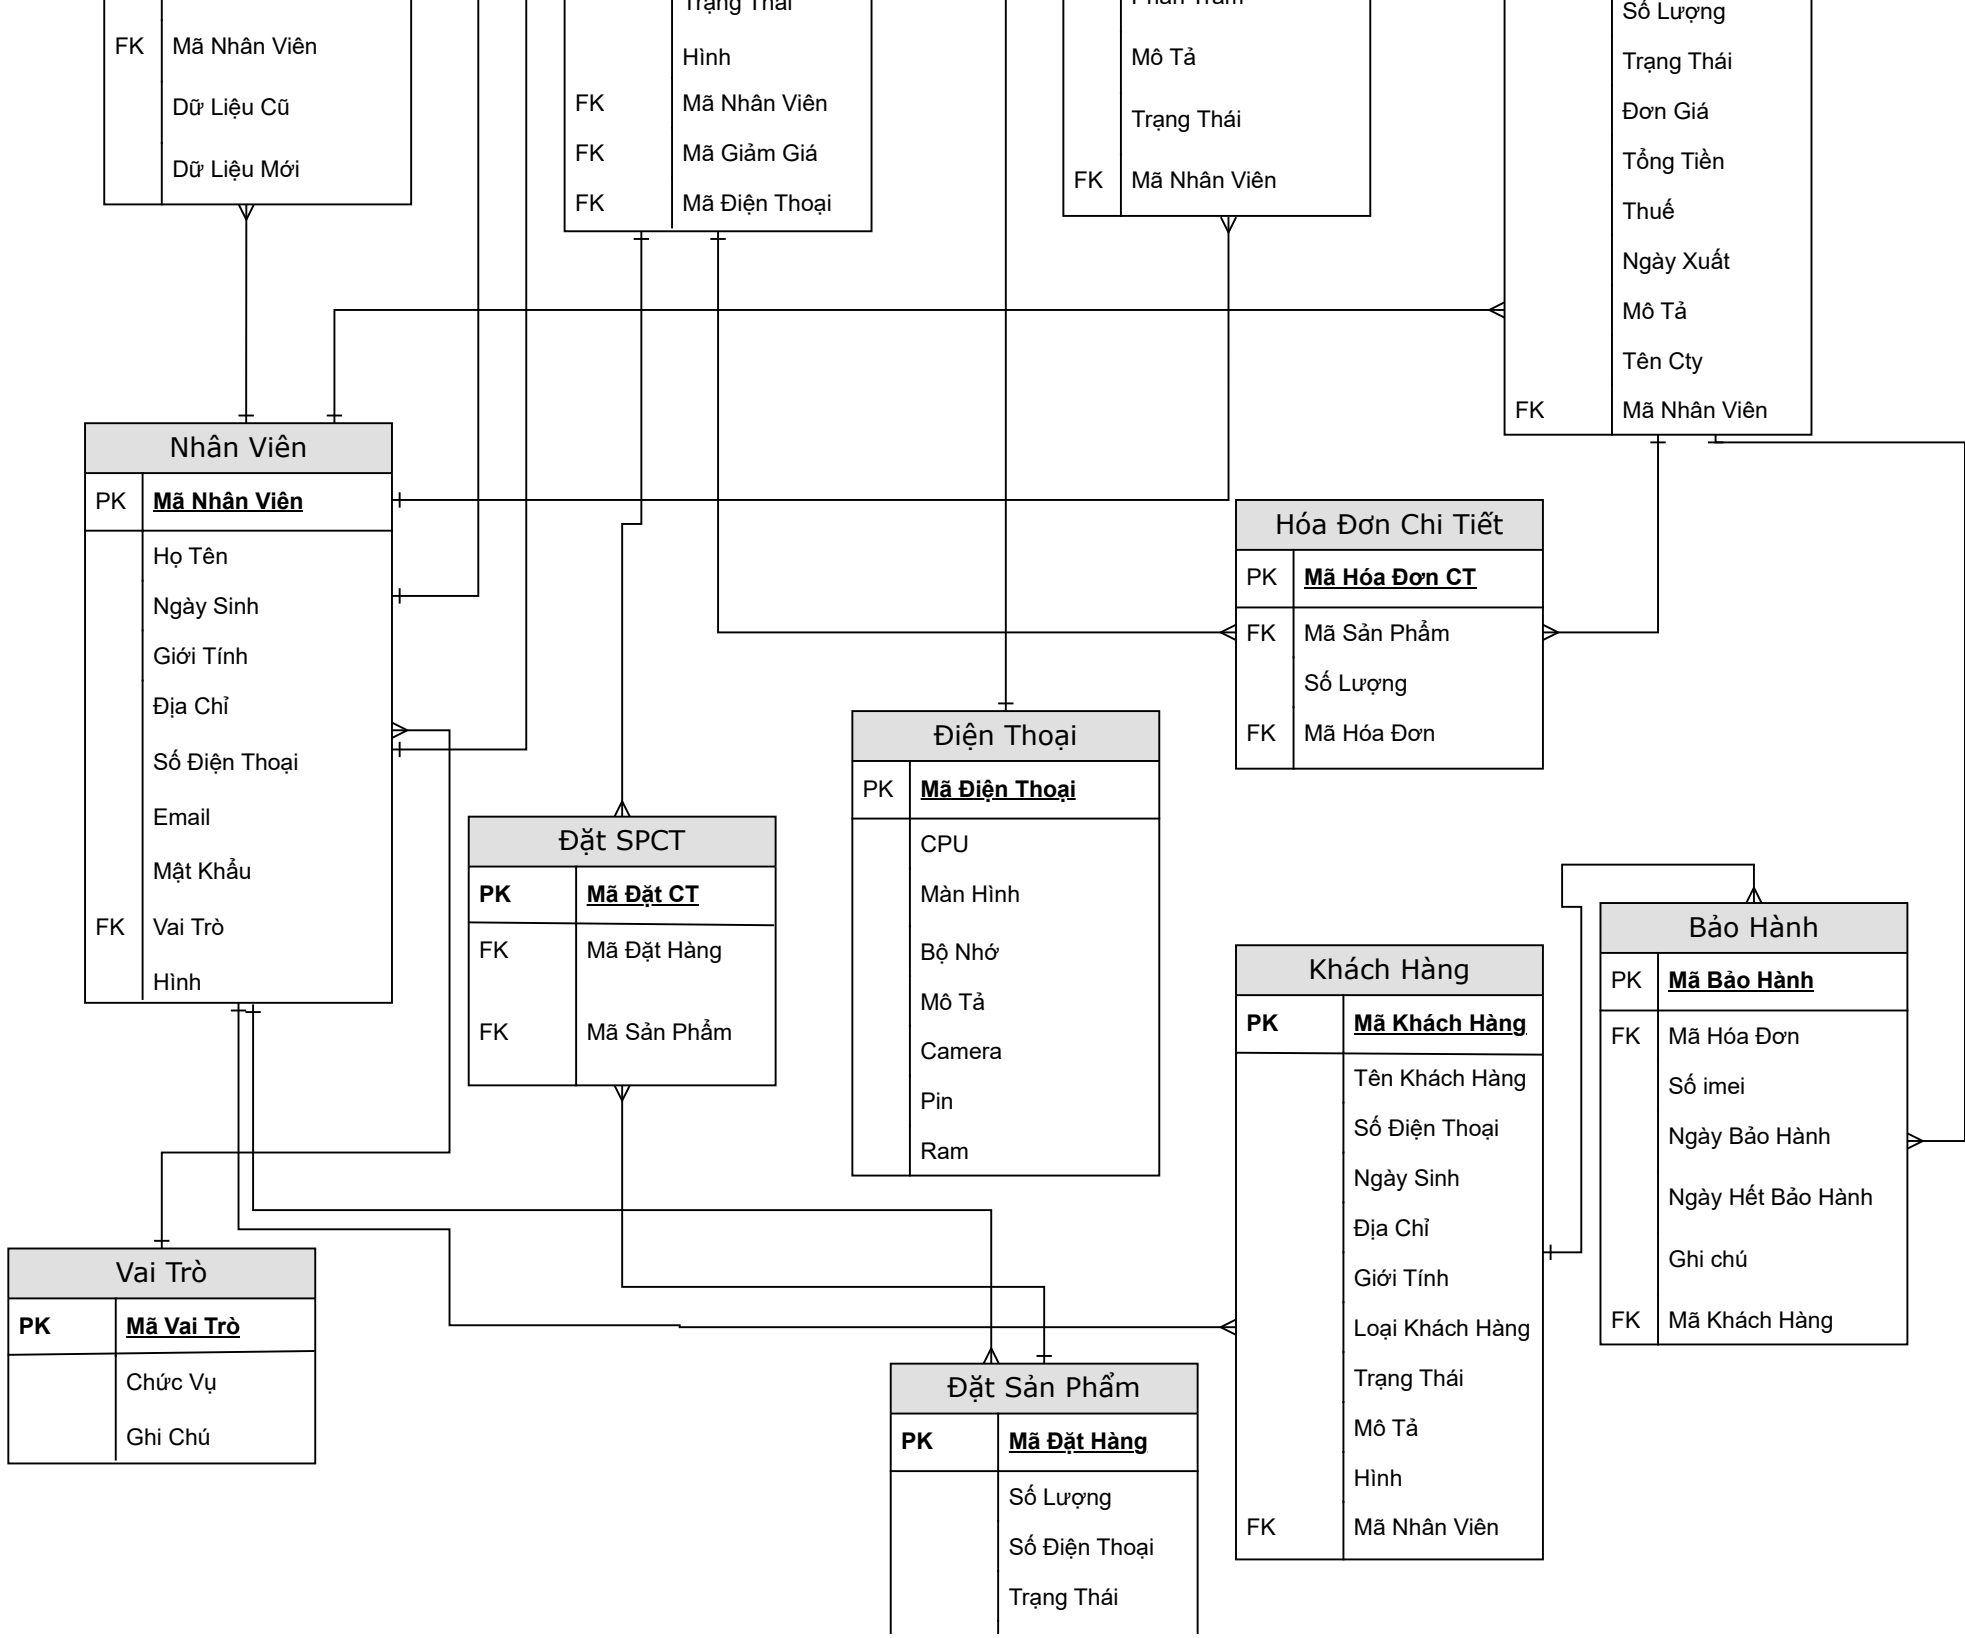 FK Mã Nhân Viên
Dữ Liệu Cũ
Dữ Liệu Mới
Trạng Thái
Hình
FK Mã Nhân Viên
FK Mã Giảm Giá
FK Mã Điện Thoại
Phần Trăm
Mô Tả
Trạng Thái
FK Mã Nhân Viên
Số Lượng
Trạng Thái
Đơn Giá
Tổng Tiền
Thuế
Ngày Xuất
Mô Tả
Tên Cty
FK Mã Nhân Viên
Nhân Viên
PK Mã Nhân Viên
Họ Tên
Ngày Sinh
Giới Tính
Địa Chỉ
Số Điện Thoại
Email
Mật Khẩu
FK Vai Trò
Hình
Hóa Đơn Chi Tiết
PK Mã Hóa Đơn CT
FK Mã Sản Phẩm
Số Lượng
FK Mã Hóa Đơn
Điện Thoại
PK Mã Điện Thoại
CPU
Màn Hình
Bộ Nhớ
Mô Tả
Camera
Pin
Ram
Đặt SPCT
PK Mã Đặt CT
FK Mã Đặt Hàng
FK Mã Sản Phẩm
Khách Hàng
PK Mã Khách Hàng
Tên Khách Hàng
Số Điện Thoại
Ngày Sinh
Địa Chỉ
Giới Tính
Loại Khách Hàng
Trạng Thái
Mô Tả
Hình
FK Mã Nhân Viên
Bảo Hành
PK Mã Bảo Hành
FK Mã Hóa Đơn
Số imei
Ngày Bảo Hành
Ngày Hết Bảo Hành
Ghi chú
FK Mã Khách Hàng
Vai Trò
PK Mã Vai Trò
Chức Vụ
Ghi Chú
Đặt Sản Phẩm
PK Mã Đặt Hàng
Số Lượng
Số Điện Thoại
Trạng Thái